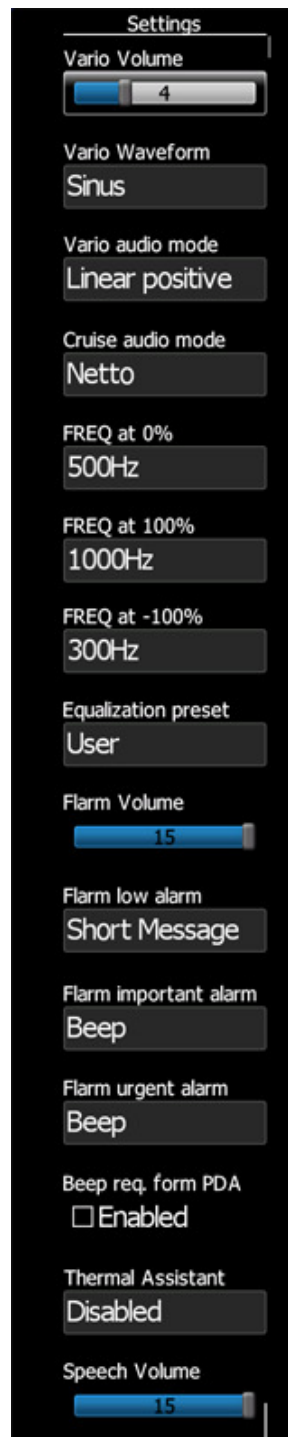 Settings
Vario Volume
4
Vario Waveform
Sinus
Vario audio mode
Linear positive
Cruise audio mode
Netto
FREQ at 0%
500Hz
FREQ at 100%
1000Hz
FREQ at -100%
300Hz
Equalization preset
User
Flarm Volume
15
Flarm low alarm
Short Message
Flarm important alarm
Beep
Flarm urgent alarm
Beep
Beep req. form PDA
Enabled
Thermal Assistant
Disabled
Speech Volume
15